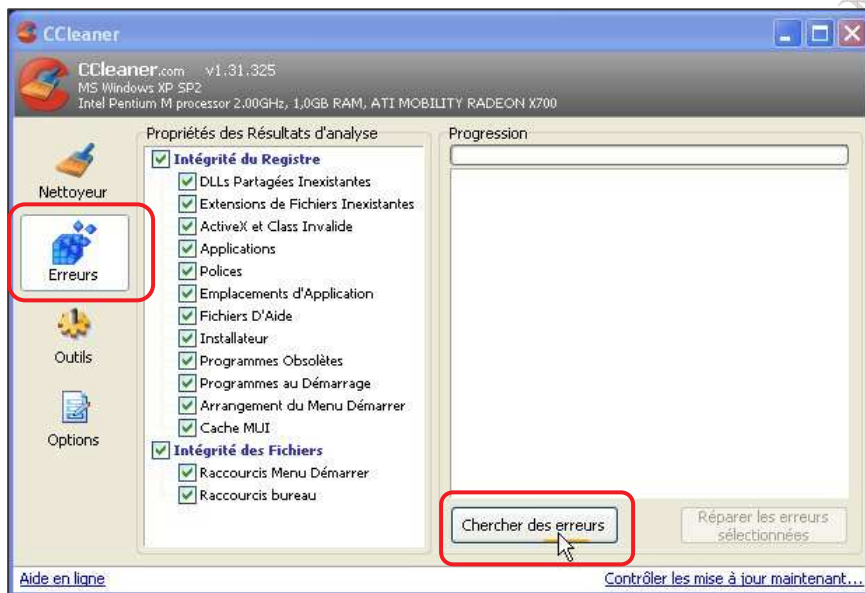 CCleaner
CCleaner.com v1.31.325
MS Windows XP SP2
Intel Pentium M processor 2.00GHz, 1,0GB RAM, ATI MOBILITY RADEON X700
Nettoyeur
Erreurs
Outils
Options
Propriétés des Résultats d'analyse
Intégrité du Registre
DLLs Partagées Inexistantes
Extensions de Fichiers Inexistantes
ActiveX et Class Invalide
Applications
Polices
Emplacements d'Application
Fichiers D'Aide
Installateur
Programmes Obsolètes
Programmes au Démarrage
Arrangement du Menu Démarrer
Cache MUI
Intégrité des Fichiers
Raccourcis Menu Démarrer
Raccourcis bureau
Progression
Chercher des erreurs
Réparer les erreurs
sélectionnées
Aide en ligne
Contrôler les mise à jour maintenant...